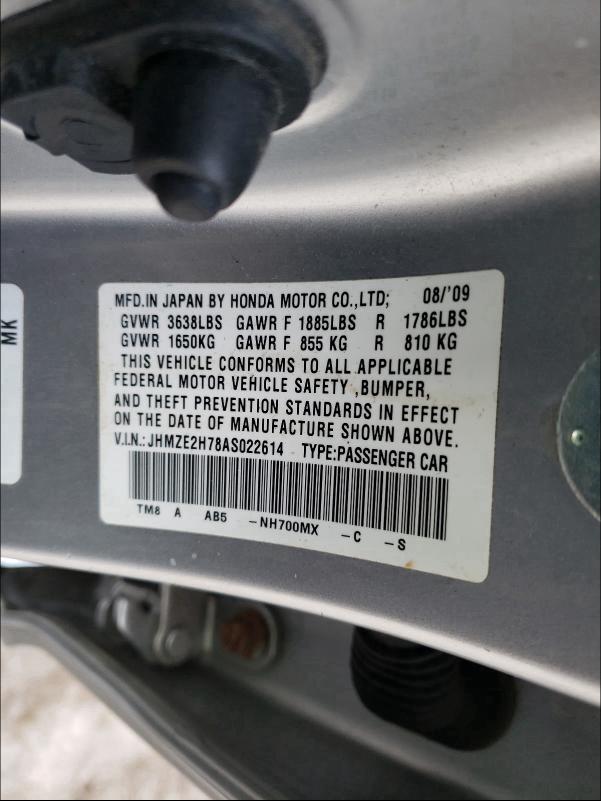 MFD.IN JAPAN BY HONDA MOTOR CO.,LTD; 08/'09
GVWR 3638LBS GAWR F 1885LBS R 1786LBS
GVWR 1650KG GAWR F 855 KG R 810 KG
THIS VEHICLE CONFORMS TO ALL APPLICABLE
FEDERAL MOTOR VEHICLE SAFETY ,BUMPER,
AND THEFT PREVENTION STANDARDS IN EFFECT
ON THE DATE OF MANUFACTURE SHOWN ABOVE.
V.I.N.:JHMZE2H78AS022614 TYPE:PASSENGER CAR
TM8 A AB5 -NH700MX -C -S
MK